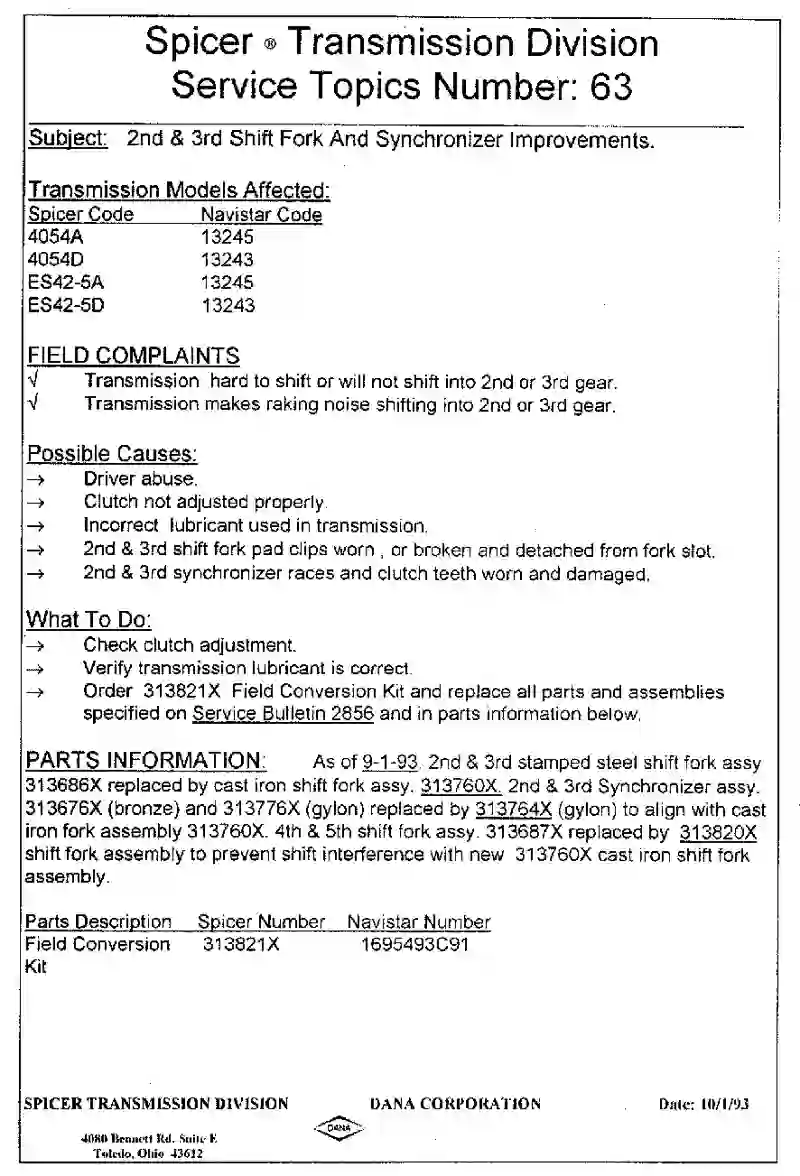 Spicer ® Transmission Division
Service Topics Number: 63
Subject: 2nd & 3rd Shift Fork And Synchronizer Improvements.
Transmission Models Affected:
Spicer Code Navistar Code
4054A 13245
4054D 13243
ES42-5A 13245
ES42-5D 13243
FIELD COMPLAINTS
√ Transmission hard to shift or will not shift into 2nd or 3rd gear.
√ Transmission makes raking noise shifting into 2nd or 3rd gear.
Possible Causes:
→ Driver abuse.
→ Clutch not adjusted properly.
→ Incorrect lubricant used in transmission.
→ 2nd & 3rd shift fork pad clips worn , or broken and detached from fork slot.
→ 2nd & 3rd synchronizer races and clutch teeth worn and damaged.
What To Do:
→ Check clutch adjustment.
→ Verify transmission lubricant is correct.
→ Order 313821X Field Conversion Kit and replace all parts and assemblies
specified on Service Bulletin 2856 and in parts information below.
PARTS INFORMATION: As of 9-1-93 2nd & 3rd stamped steel shift fork assy
313686X replaced by cast iron shift fork assy. 313760X. 2nd & 3rd Synchronizer assy.
313676X (bronze) and 313776X (gylon) replaced by 313764X (gylon) to align with cast
iron fork assembly 313760X. 4th & 5th shift fork assy. 313687X replaced by 313820X
shift fork assembly to prevent shift interference with new 313760X cast iron shift fork
assembly.
Parts Description Spicer Number Navistar Number
Field Conversion 313821X 1695493C91
Kit
SPICER TRANSMISSION DIVISION DANA CORPORATION Date: 10/1/93
DANA
4080 Bennett Rd. Suite E
Toledo, Ohio 43612